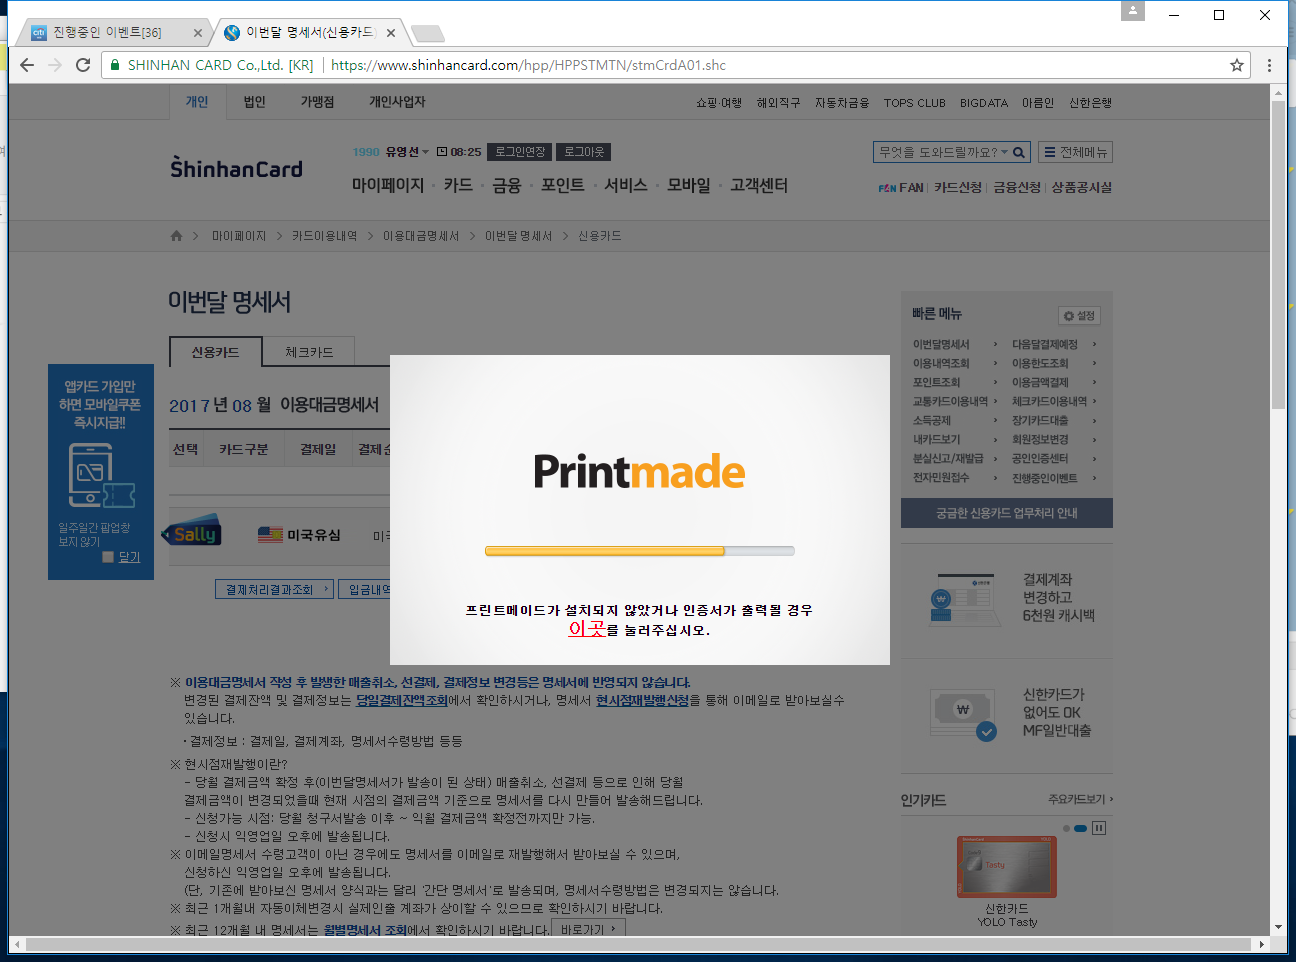 citi 진행중인 이벤트[36]
이번달 명세서(신용카드)
SHINHAN CARD Co.,Ltd. [KR] https://www.shinhancard.com/hpp/HPPSTMTN/stmCrdA01.shc
개인 법인 가맹점 개인사업자
쇼핑·여행 해외직구 자동차금융 TOPS CLUB BIGDATA 아름인 신한은행
ShinhanCard
1990 유영선 08:25 로그인연장 로그아웃
무엇을 도와드릴까요? 전체메뉴
마이페이지 · 카드 · 금융 · 포인트 · 서비스 · 모바일 · 고객센터
FAN FAN 카드신청 금융신청 상품공시실
마이페이지 > 카드이용내역 > 이용대금명세서 > 이번달명세서 > 신용카드
이번달 명세서
신용카드 체크카드
2017 년 08 월 이용대금명세서
선택 카드구분 결제일
Sally
미국유심
결제처리결과조회
앱카드 가입만
하면 모바일쿠폰
즉시지급!!
일주일간 팝업창
보지 않기
닫기
Printmade
프린트메이드가 설치되지 않았거나 인증서가 출력될 경우
이곳를 눌러주십시오.
※ 이용대금명세서 작성 후 발생한 매출취소, 선결제, 결제정보 변경등은 명세서에 반영되지 않습니다.
변경된 결제잔액 및 결제정보는 당일결제잔액조회에서 확인하시거나, 명세서 현시점재발행신청을 통해 이메일로 받아보실수
있습니다.
· 결제정보 : 결제일, 결제계좌, 명세서수령방법 등등
※ 현시점재발행이란?
- 당월 결제금액 확정 후(이번달명세서가 발송이 된 상태) 매출취소, 선결제 등으로 인해 당월
결제금액이 변경되었을때 현재 시점의 결제금액 기준으로 명세서를 다시 만들어 발송해드립니다.
- 신청가능 시점: 당월 청구서발송 이후 ~ 익월 결제금액 확정전까지만 가능.
- 신청시 익영업일 오후에 발송됩니다.
※ 이메일명세서 수령고객이 아닌 경우에도 명세서를 이메일로 재발행해서 받아보실 수 있으며,
신청하신 익영업일 오후에 발송됩니다.
(단, 기존에 받아보신 명세서 양식과는 달리 '간단 명세서'로 발송되며, 명세서수령방법은 변경되지는 않습니다.
※ 최근 1개월내 자동이체변경시 실제인출 계좌가 상이할 수 있으므로 확인하시기 바랍니다.
※ 최근 12개월 내 명세서는 월별명세서 조회에서 확인하시기 바랍니다. 바로가기
빠른 메뉴 설정
이번달명세서 다음달결제예정
이용내역조회 이용한도조회
포인트조회 이용금액결제
교통카드이용내역 체크카드이용내역
소득공제 장기카드대출
내카드보기 회원정보변경
분실신고/재발급 공인인증센터
전자민원접수 진행중인이벤트
궁금한 신용카드 업무처리 안내
결제계좌
변경하고
6천원 캐시백
신한카드가
없어도 OK
MF일반대출
인기카드 주요카드보기
Tasty
신한카드
YOLO Tasty